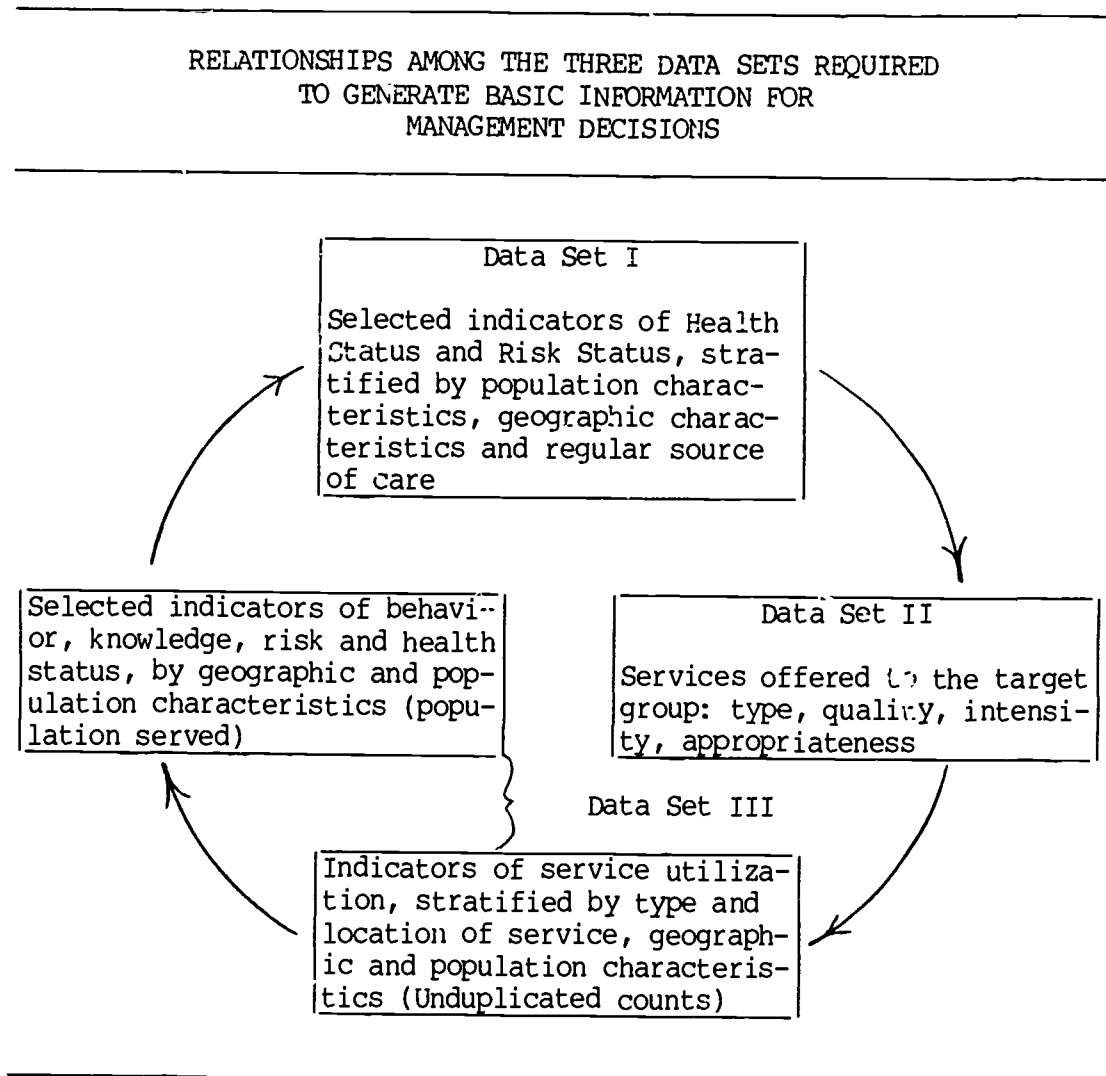 RELATIONSHIPS AMONG THE THREE DATA SETS REQUIRED
TO GENERATE BASIC INFORMATION FOR
MANAGEMENT DECISIONS
Data Set I
Selected indicators of Health
Status and Risk Status, stra-
tified by population charac-
teristics, geographic charac-
teristics and regular source
of care
Selected indicators of behavi-
or, knowledge, risk and health
status, by geographic and pop-
ulation characteristics (popu-
lation served)
Data Set II
Services offered to the target
group: type, quality, intensi-
ty, appropriateness
Data Set III
Indicators of service utiliza-
tion, stratified by type and
location of service, geograph-
ic and population characteris-
tics (Unduplicated counts)